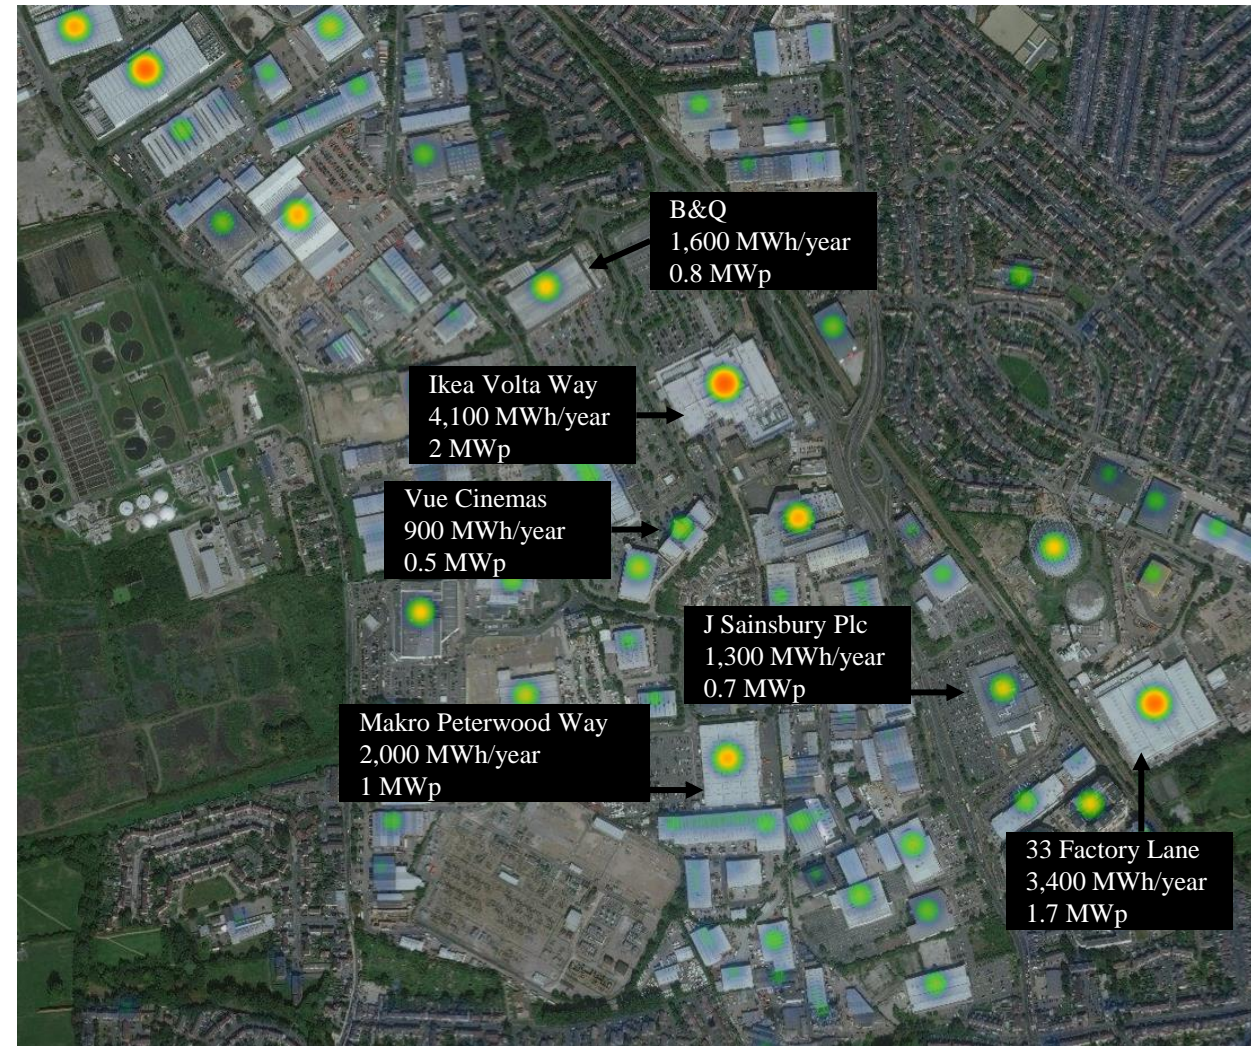 B&Q
1,600 MWh/year
0.8 MWp
Ikea Volta Way
4,100 MWh/year
2 MWp
Vue Cinemas
900 MWh/year
0.5 MWp
J Sainsbury Plc
1,300 MWh/year
0.7 MWp
Makro Peterwood Way
2,000 MWh/year
1 MWp
33 Factory Lane
3,400 MWh/year
1.7 MWp